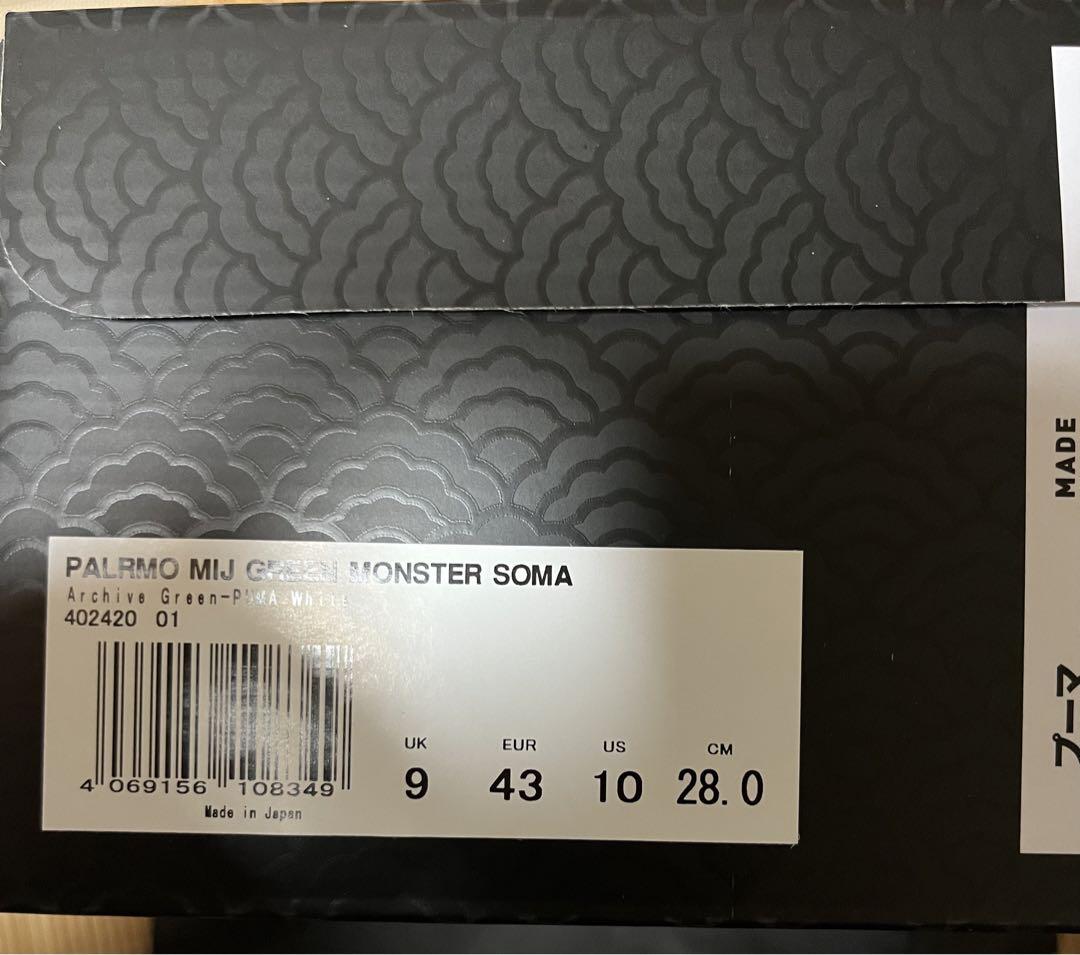 PALRMO MIJ GREEN MONSTER SOMA
Archive Green-PUMA White
402420 01
4 069156 108349
Made in Japan
UK EUR US CM
9 43 10 28.0
MADE
プーマ